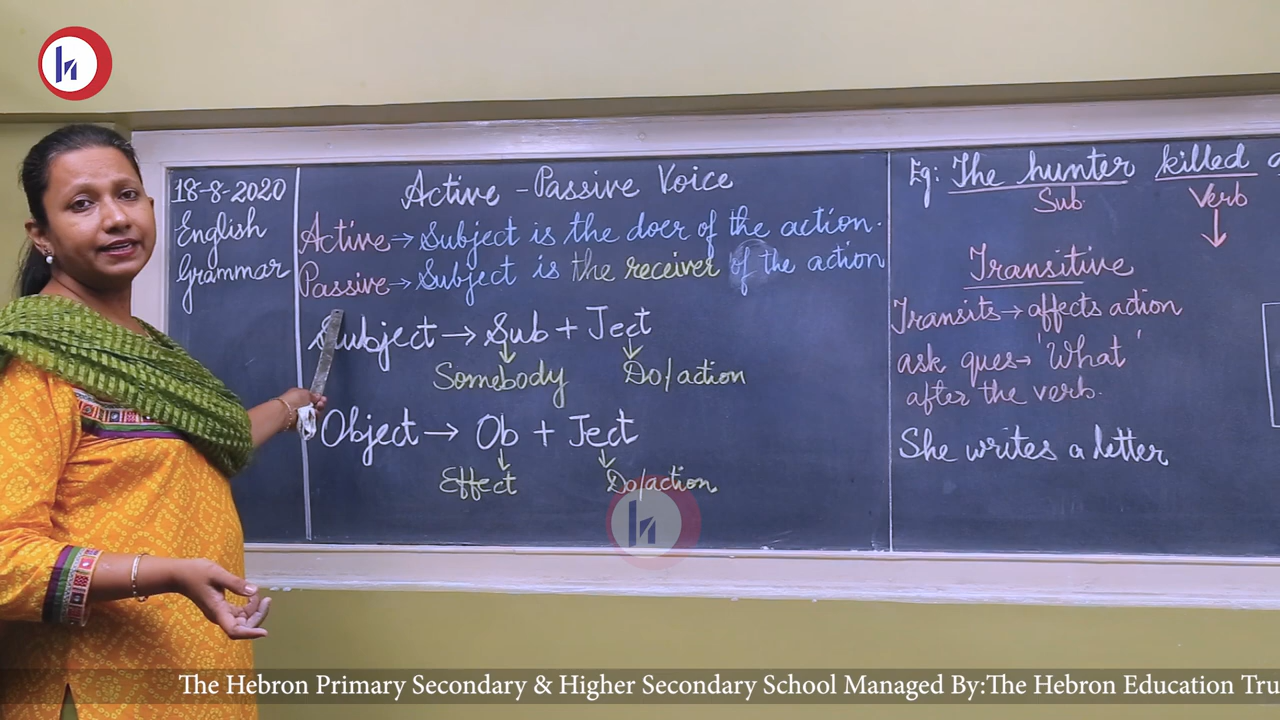 18-8-2020
English
Grammar
Active - Passive Voice
Active → Subject is the doer of the action.
Passive → Subject is the receiver of the action
Subject → Sub + Ject
Somebody Do/action
Object → Ob + Ject
Effect Do/action
Eg: The hunter killed a
Sub. Verb
Transitive
Transits → affects action
ask ques → 'What'
after the verb.
She writes a letter
The Hebron Primary Secondary & Higher Secondary School Managed By:The Hebron Education Tru